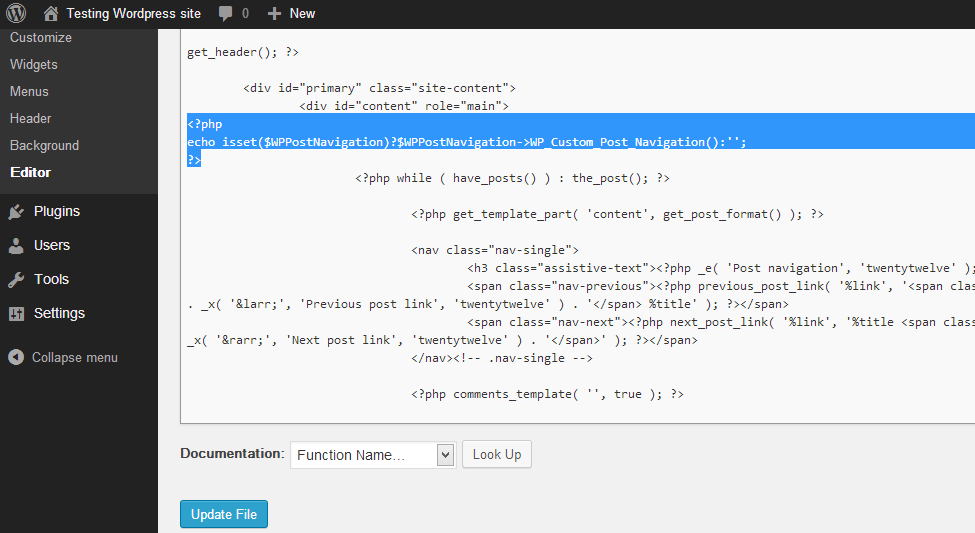 Testing Wordpress site 0 + New
Customize
Widgets
Menus
Header
Background
Editor
Plugins
Users
Tools
Settings
Collapse menu
get_header(); ?>
<div id="primary" class="site-content">
<div id="content" role="main">
<?php
echo isset($WPPostNavigation)?$WPPostNavigation->WP_Custom_Post_Navigation():'';
?>
<?php while ( have_posts() ) : the_post(); ?>
<?php get_template_part( 'content', get_post_format() ); ?>
<nav class="nav-single">
<h3 class="assistive-text"><?php _e( 'Post navigation', 'twentytwelve' );
<span class="nav-previous"><?php previous_post_link( '%link', '<span clas
. _x( '&larr;', 'Previous post link', 'twentytwelve' ) . '</span> %title' ); ?></span>
<span class="nav-next"><?php next_post_link( '%link', '%title <span class
_x( '&rarr;', 'Next post link', 'twentytwelve' ) . '</span>' ); ?></span>
</nav><!-- .nav-single -->
<?php comments_template( '', true ); ?>
Documentation: Function Name... Look Up
Update File